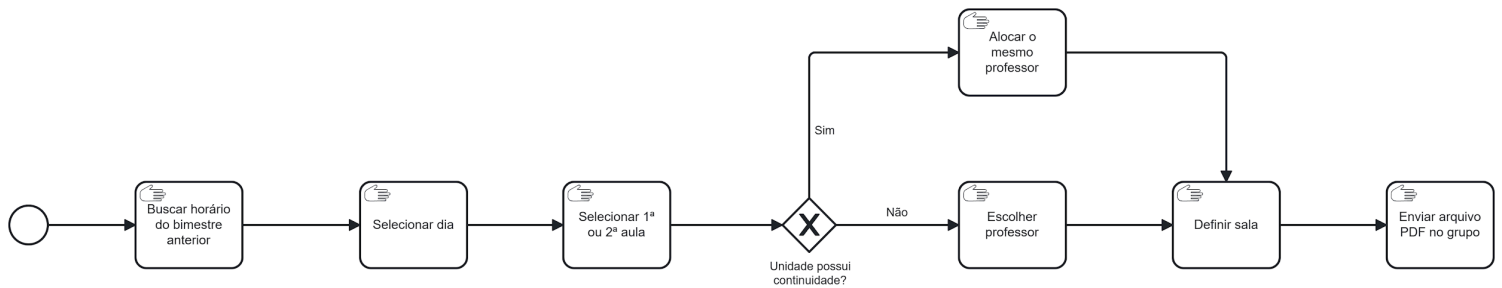 Alocar o
mesmo
professor
Sim
Buscar horário
do bimestre
anterior
Selecionar dia
Selecionar 1ª
ou 2ª aula
Unidade possui
continuidade?
Não
Escolher
professor
Definir sala
Enviar arquivo
PDF no grupo